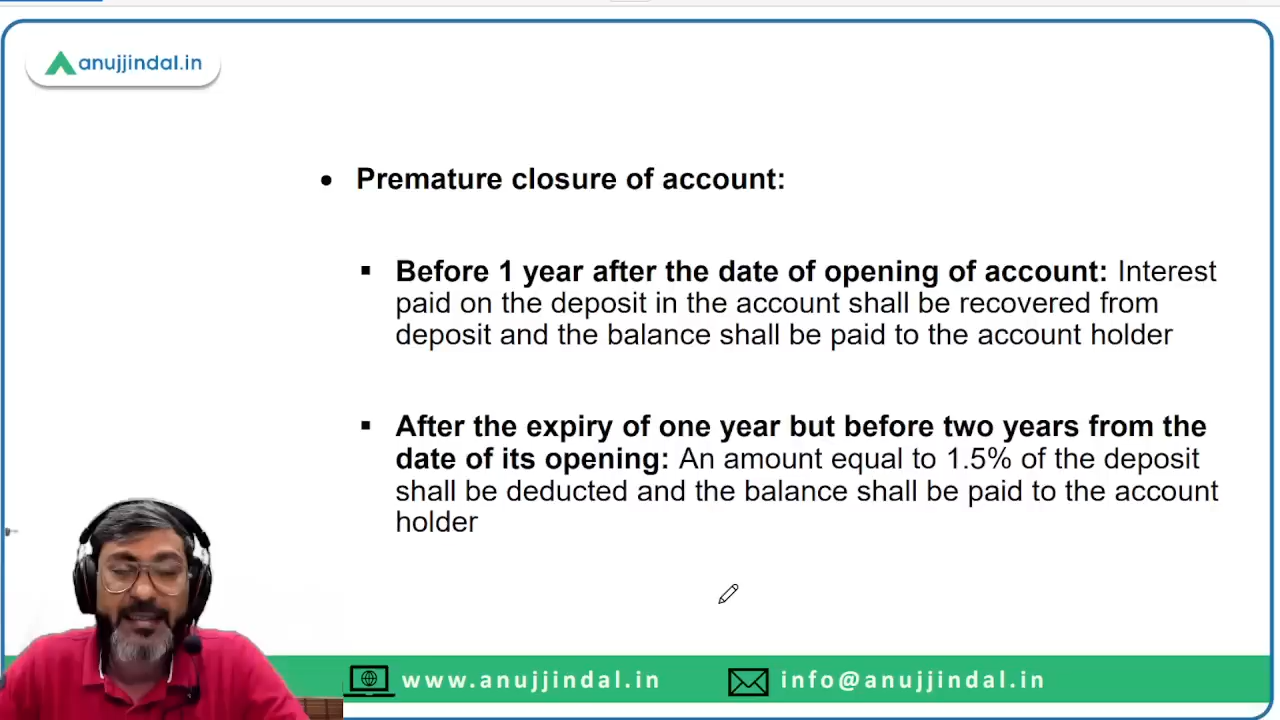 anujjindal.in
• Premature closure of account:
▪ Before 1 year after the date of opening of account: Interest
paid on the deposit in the account shall be recovered from
deposit and the balance shall be paid to the account holder
▪ After the expiry of one year but before two years from the
date of its opening: An amount equal to 1.5% of the deposit
shall be deducted and the balance shall be paid to the account
holder
www.anujjindal.in
info@anujjindal.in